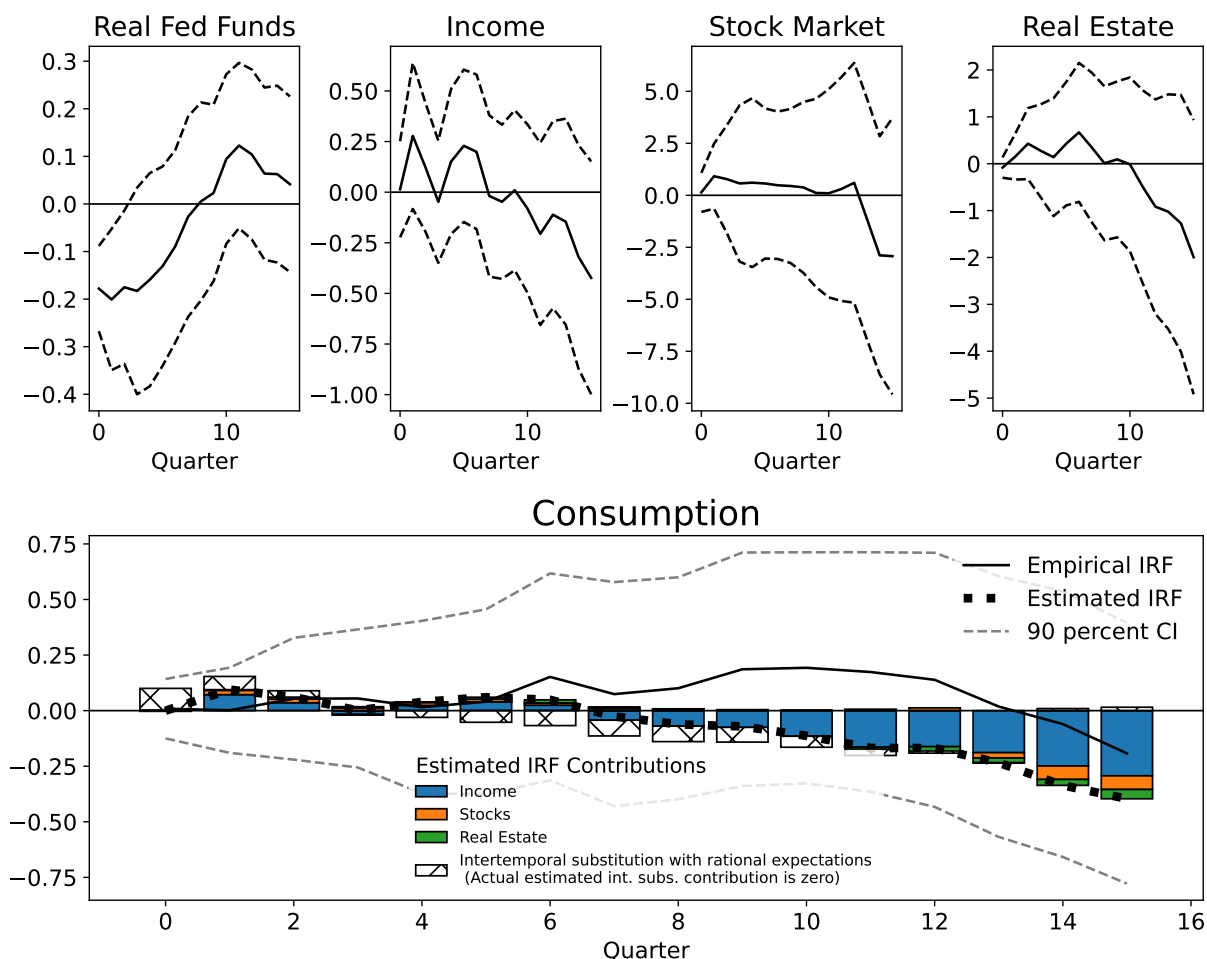 Real Fed Funds
Income
Stock Market
Real Estate
0.3
0.2
0.1
0.0
−0.1
−0.2
−0.3
−0.4
0
10
Quarter
0.50
0.25
0.00
−0.25
−0.50
−0.75
−1.00
0
10
Quarter
5.0
2.5
0.0
−2.5
−5.0
−7.5
−10.0
0
10
Quarter
2
1
0
−1
−2
−3
−4
−5
0
10
Quarter
Consumption
0.75
0.50
0.25
0.00
−0.25
−0.50
−0.75
Empirical IRF
Estimated IRF
90 percent CI
Estimated IRF Contributions
Income
Stocks
Real Estate
Intertemporal substitution with rational expectations
(Actual estimated int. subs. contribution is zero)
0 2 4 6 8 10 12 14 16
Quarter